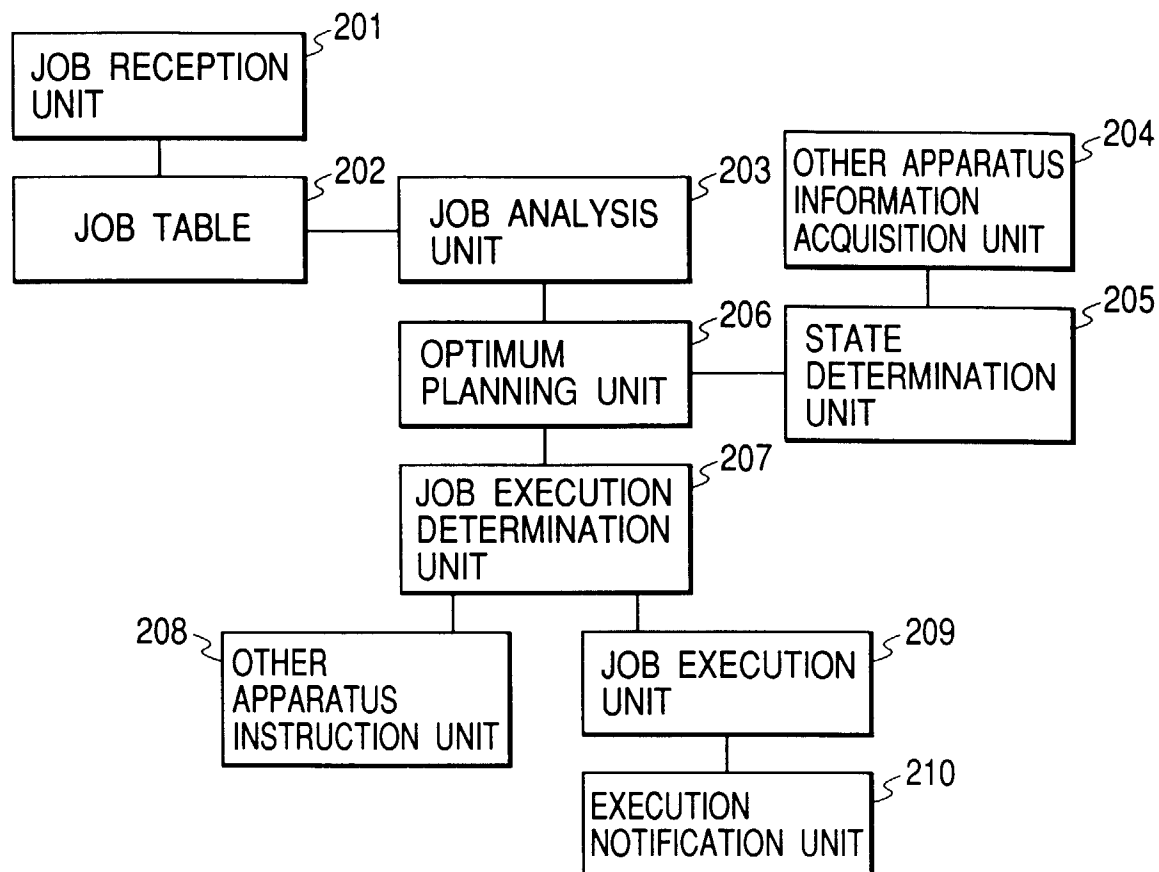 201
JOB RECEPTION
UNIT
202
JOB TABLE
203
JOB ANALYSIS
UNIT
204
OTHER APPARATUS
INFORMATION
ACQUISITION UNIT
205
STATE
DETERMINATION
UNIT
206
OPTIMUM
PLANNING UNIT
207
JOB EXECUTION
DETERMINATION
UNIT
208
OTHER
APPARATUS
INSTRUCTION UNIT
209
JOB EXECUTION
UNIT
210
EXECUTION
NOTIFICATION UNIT